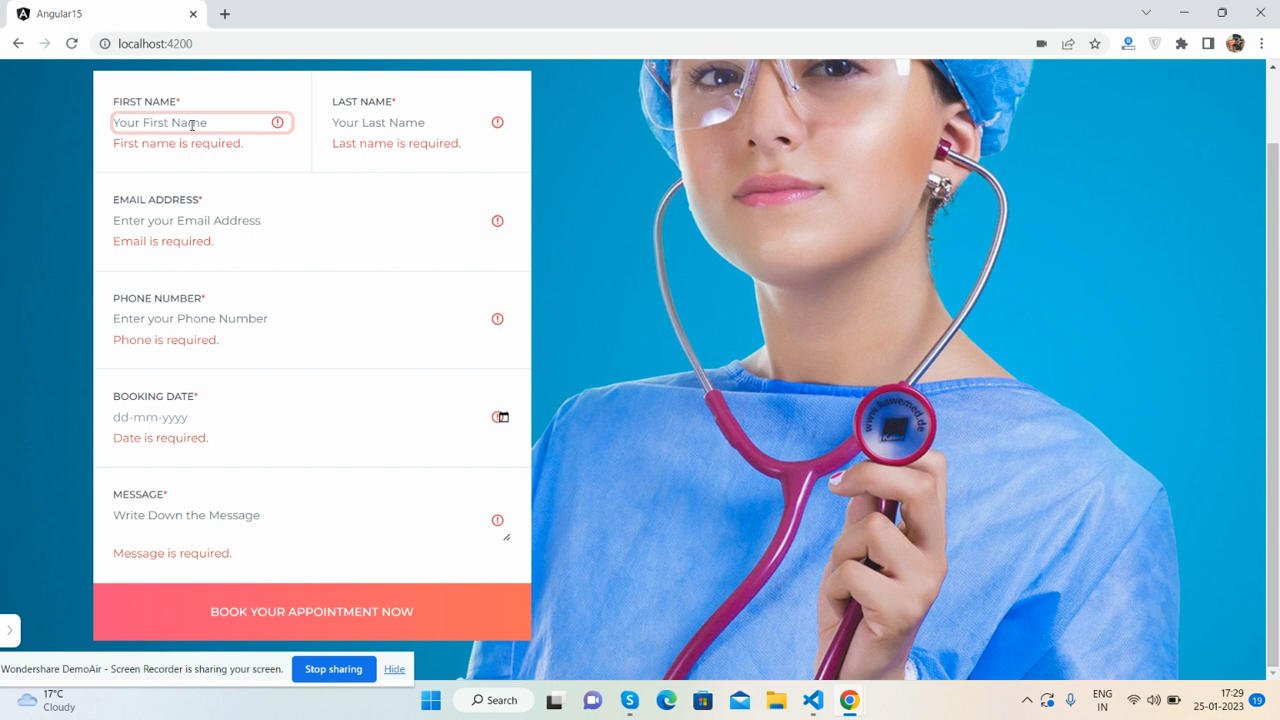 Angular15
localhost:4200
FIRST NAME*
LAST NAME*
Your First Name
Your Last Name
First name is required.
Last name is required.
EMAIL ADDRESS*
Enter your Email Address
Email is required.
PHONE NUMBER*
Enter your Phone Number
Phone is required.
BOOKING DATE*
dd-mm-yyyy
Date is required.
MESSAGE*
Write Down the Message
Message is required.
BOOK YOUR APPOINTMENT NOW
www.hawemed.de
Wondershare DemoAir - Screen Recorder is sharing your screen.
Stop sharing
Hide
17°C
Cloudy
Search
ENG
IN
17:29
25-01-2023
19